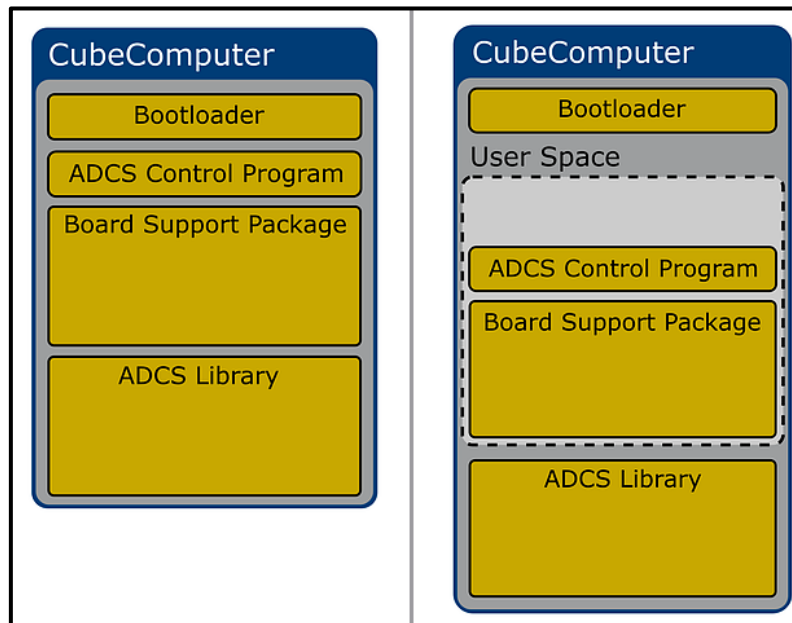 CubeComputer
Bootloader
ADCS Control Program
Board Support Package
ADCS Library
CubeComputer
Bootloader
User Space
ADCS Control Program
Board Support Package
ADCS Library